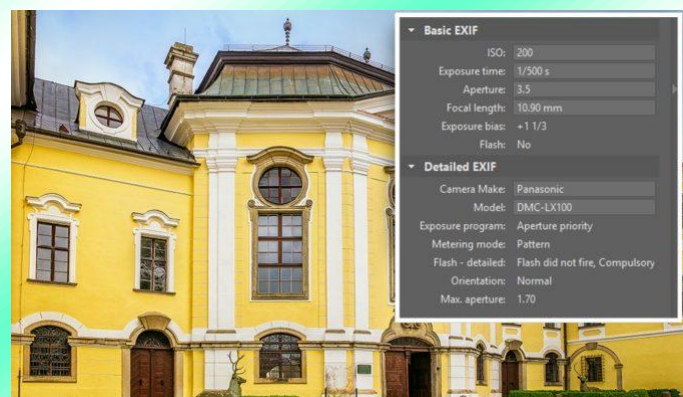 Basic EXIF
ISO: 200
Exposure time: 1/500 s
Aperture: 3.5
Focal length: 10.90 mm
Exposure bias: +1 1/3
Flash: No
Detailed EXIF
Camera Make: Panasonic
Model: DMC-LX100
Exposure program: Aperture priority
Metering mode: Pattern
Flash - detailed: Flash did not fire, Compulsory
Orientation: Normal
Max. aperture: 1.70